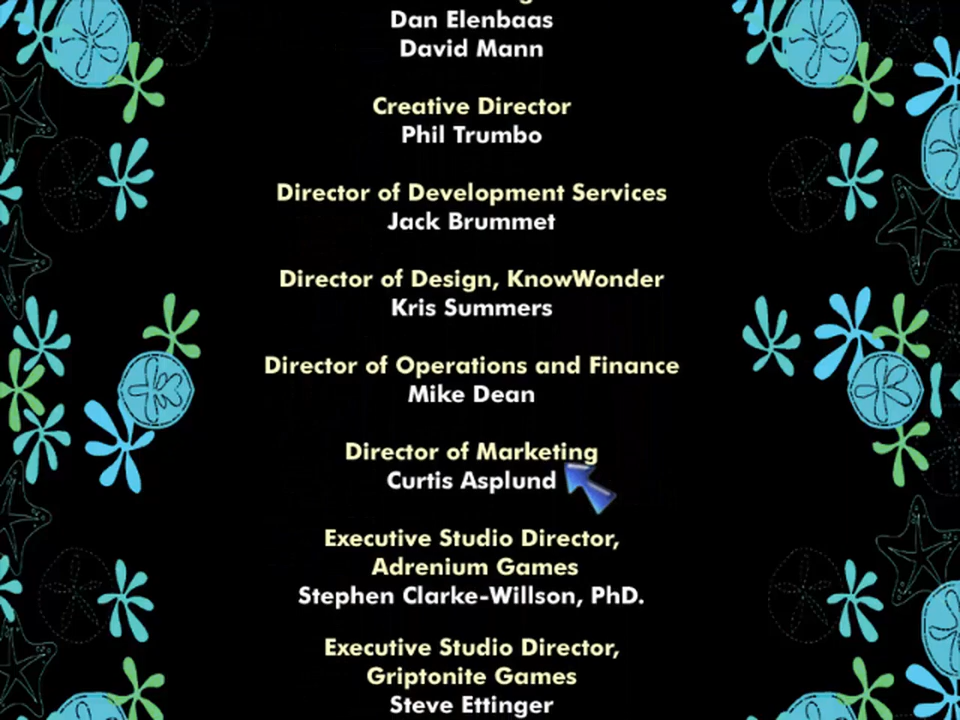 Dan Elenbaas
David Mann
Creative Director
Phil Trumbo
Director of Development Services
Jack Brummet
Director of Design, KnowWonder
Kris Summers
Director of Operations and Finance
Mike Dean
Director of Marketing
Curtis Asplund
Executive Studio Director,
Adrenium Games
Stephen Clarke-Willson, PhD.
Executive Studio Director,
Griptonite Games
Steve Ettinger